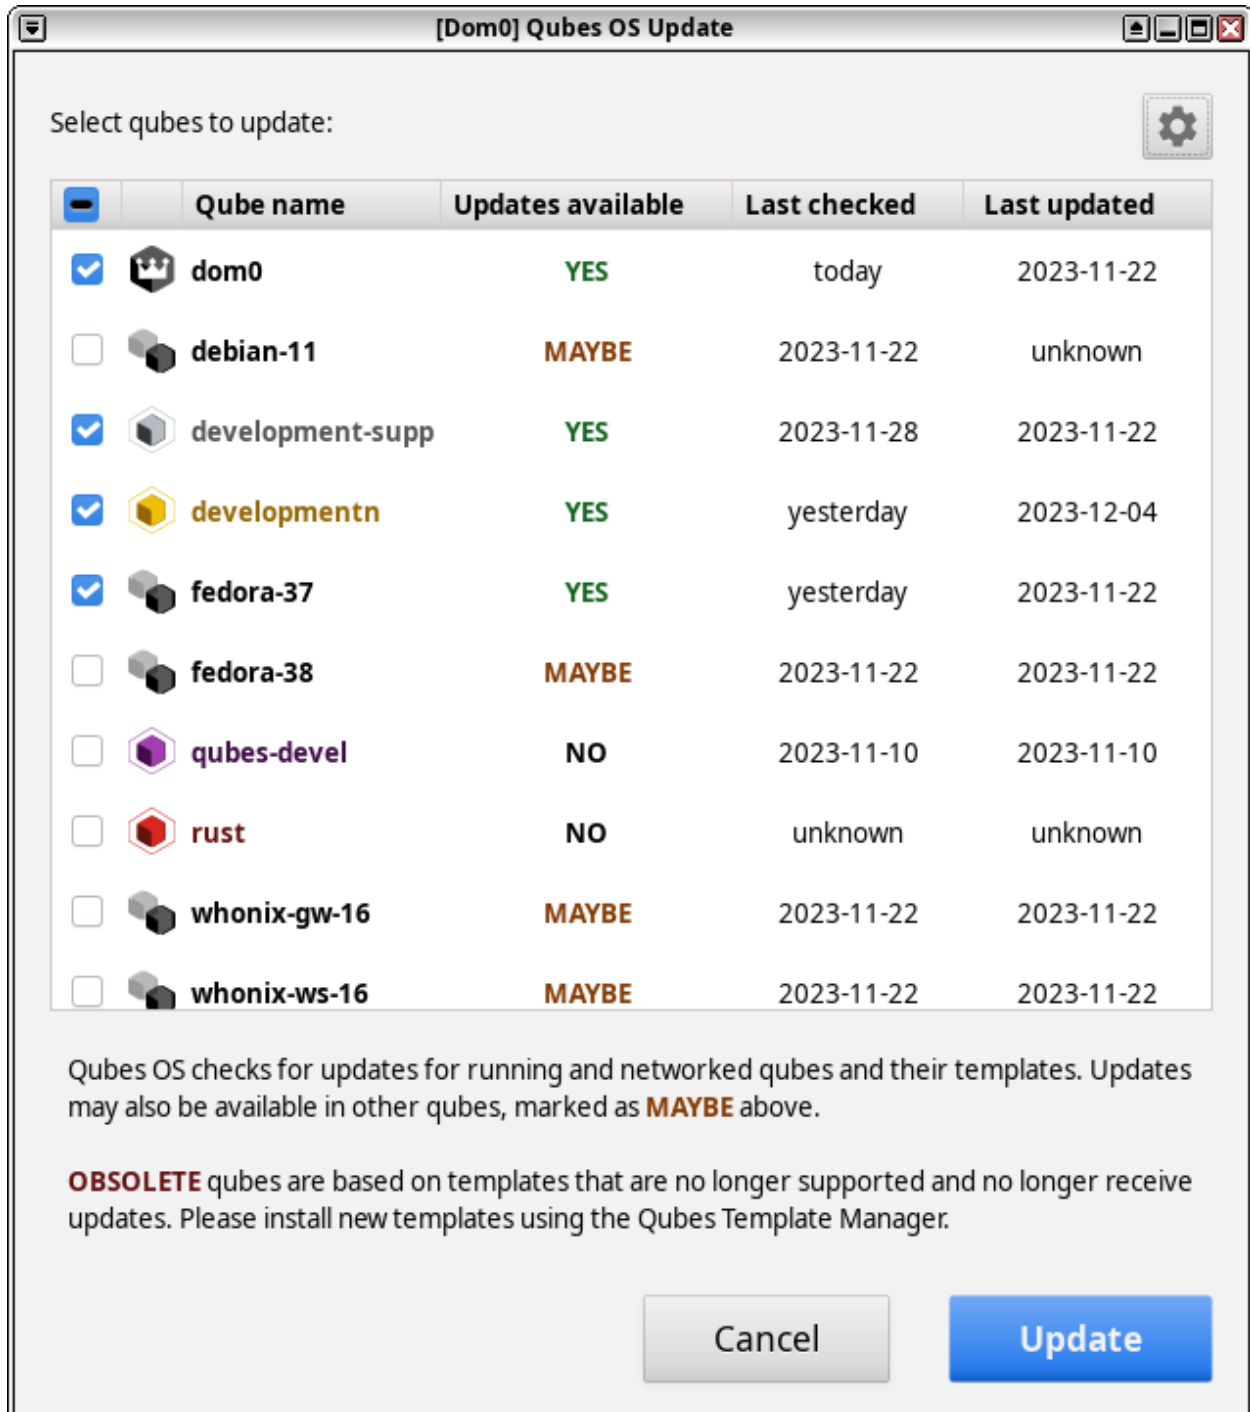 [Dom0] Qubes OS Update
Select qubes to update:
Qube name Updates available Last checked Last updated
dom0 YES today 2023-11-22
debian-11 MAYBE 2023-11-22 unknown
development-supp YES 2023-11-28 2023-11-22
developmentn YES yesterday 2023-12-04
fedora-37 YES yesterday 2023-11-22
fedora-38 MAYBE 2023-11-22 2023-11-22
qubes-devel NO 2023-11-10 2023-11-10
rust NO unknown unknown
whonix-gw-16 MAYBE 2023-11-22 2023-11-22
whonix-ws-16 MAYBE 2023-11-22 2023-11-22
Qubes OS checks for updates for running and networked qubes and their templates. Updates
may also be available in other qubes, marked as MAYBE above.
OBSOLETE qubes are based on templates that are no longer supported and no longer receive
updates. Please install new templates using the Qubes Template Manager.
Cancel Update